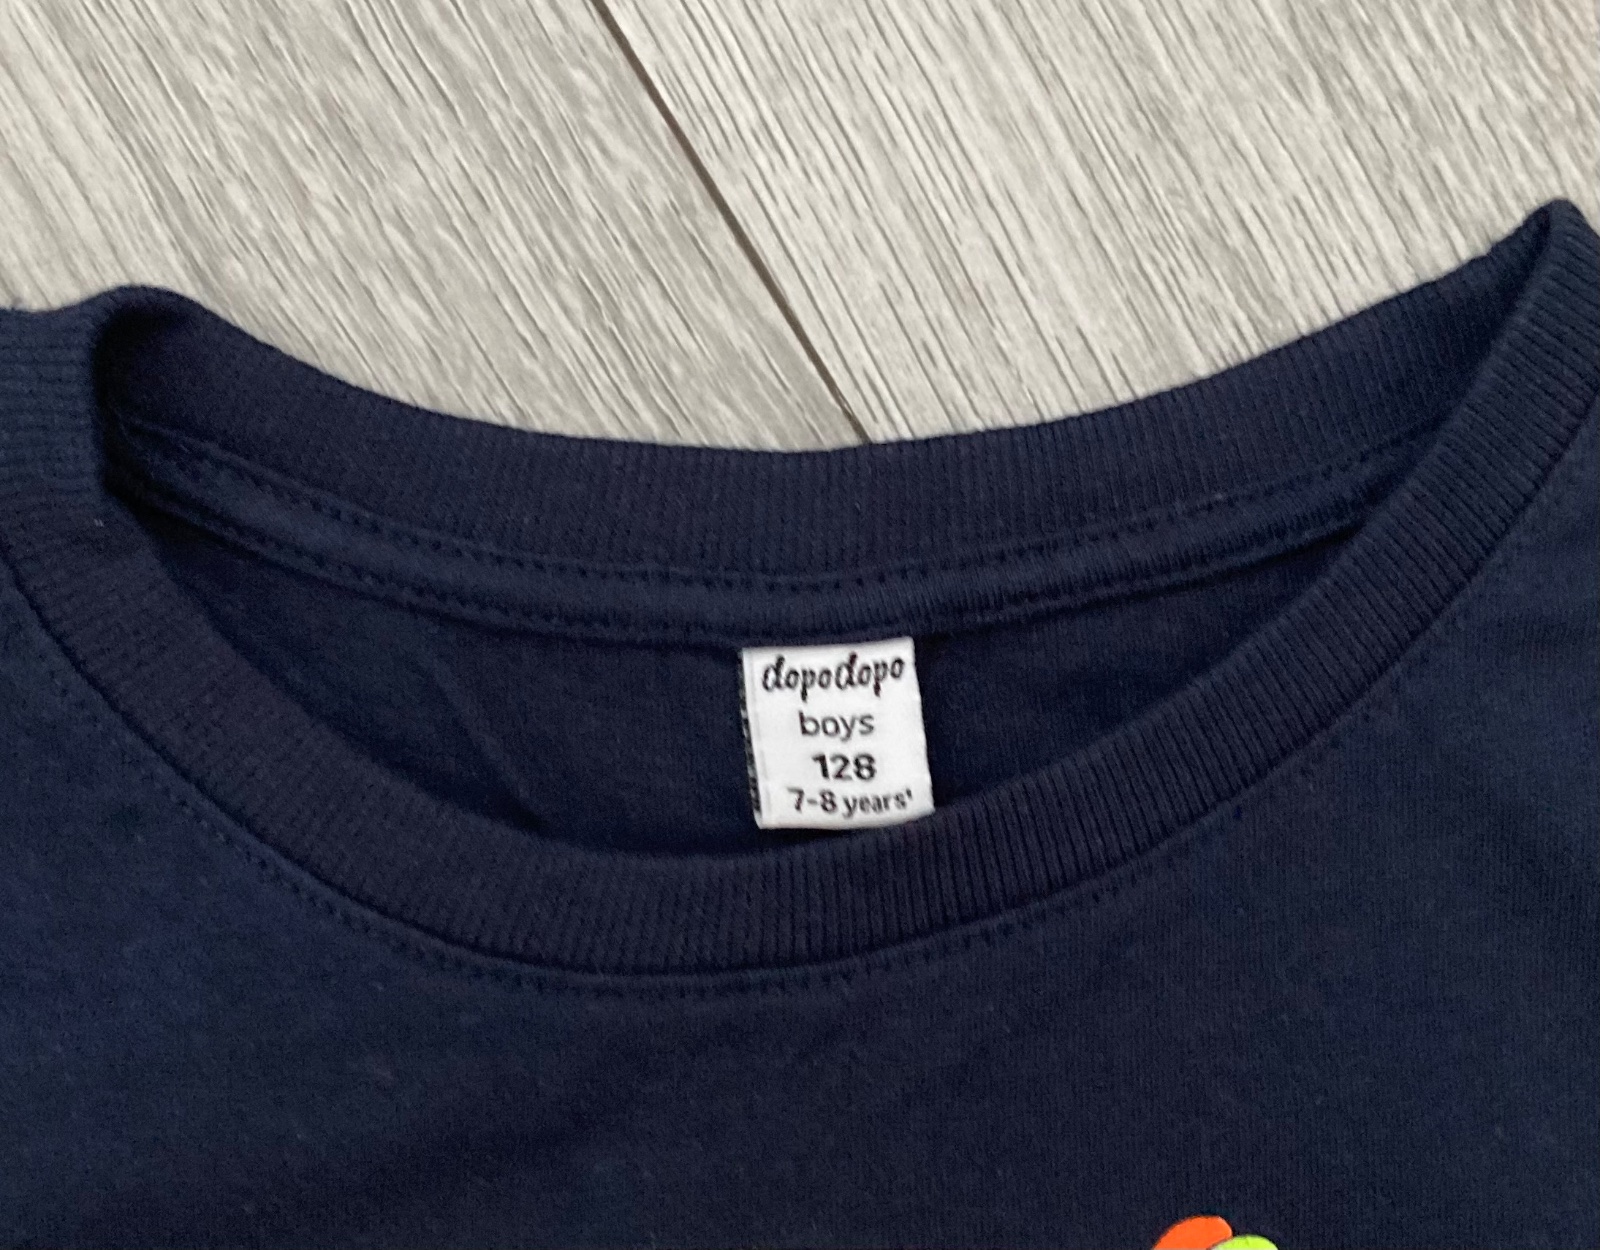 dopodopo
boys
128
7-8 years'